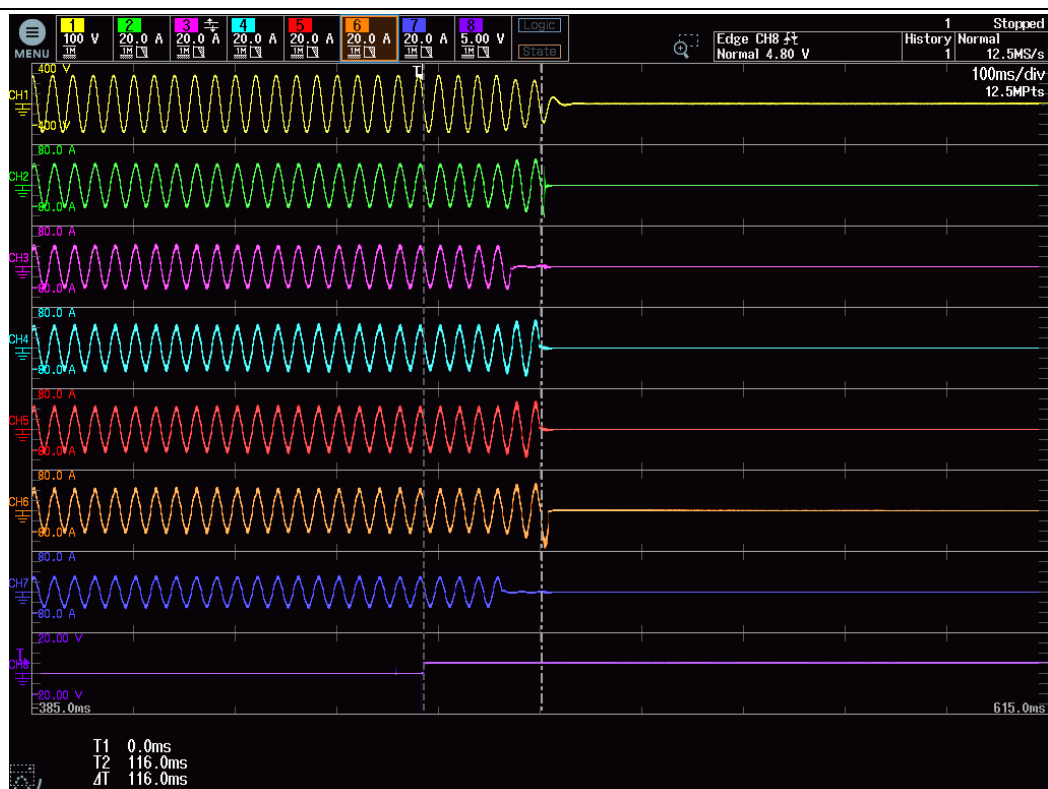 1 2 3 4 5 6 7 8 Logic 1 Stopped
100 V 20.0 A 20.0 A 20.0 A 20.0 A 20.0 A 20.0 A 5.00 V State Edge CH8 History Normal
MENU 1M 1M 1M 1M 1M 1M 1M 1M Normal 4.80 V 1 12.5MS/s
400 V T 100ms/div
CH1 12.5MPts
-400 V
80.0 A
CH2
-80.0 A
80.0 A
CH3
-80.0 A
80.0 A
CH4
-80.0 A
80.0 A
CH5
-80.0 A
80.0 A
CH6
-80.0 A
80.0 A
CH7
-80.0 A
20.00 V
T
CH8
-20.00 V
-385.0ms 615.0ms
T1 0.0ms
T2 116.0ms
ΔT 116.0ms